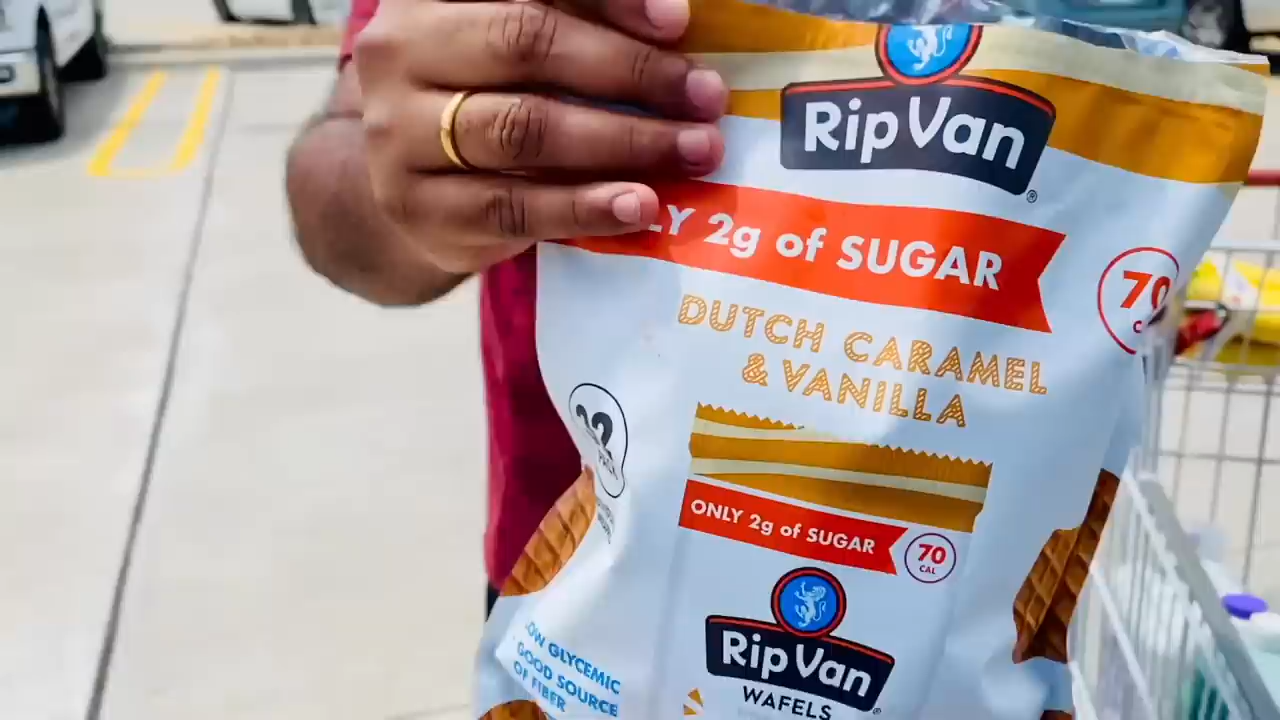 Rip Van
LY 2g of SUGAR
70
DUTCH CARAMEL
& VANILLA
ONLY 2g of SUGAR
70
CAL
Rip Van
WAFELS
LOW GLYCEMIC
GOOD SOURCE
OF FIBER